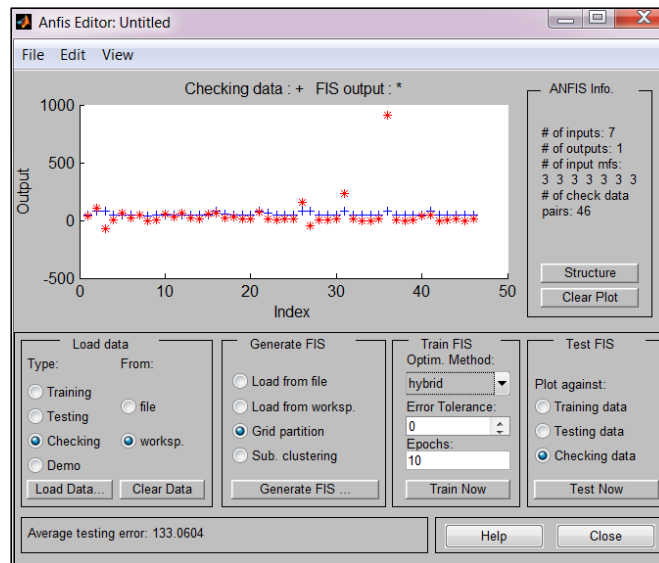 Anfis Editor: Untitled
File Edit View
Checking data : + FIS output : *
1000
500
0
-500
Output
0 10 20 30 40 50
Index
ANFIS Info.
# of inputs: 7
# of outputs: 1
# of input mfs:
3 3 3 3 3 3 3
# of check data
pairs: 46
Structure
Clear Plot
Load data
Type: From:
Training
Testing
Checking
Demo
file
worksp.
Load Data... Clear Data
Generate FIS
Load from file
Load from worksp.
Grid partition
Sub. clustering
Generate FIS ...
Train FIS
Optim. Method:
hybrid
Error Tolerance:
0
Epochs:
10
Train Now
Test FIS
Plot against:
Training data
Testing data
Checking data
Test Now
Average testing error: 133.0604
Help
Close